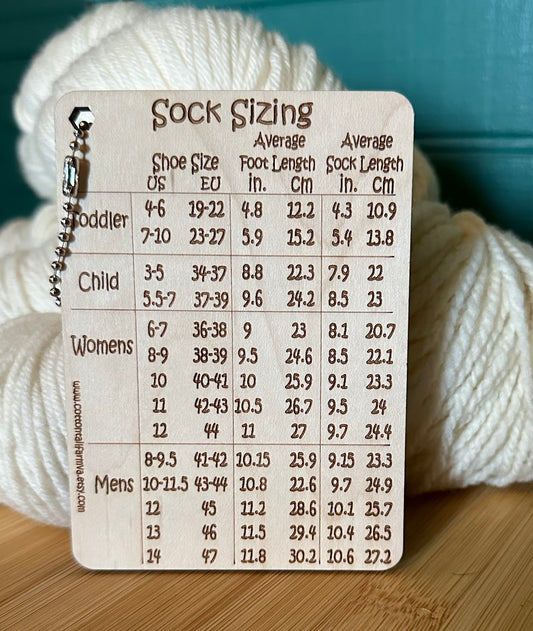 Sock Sizing
Average Average
Shoe Size Foot Length Sock Length
US EU in. Cm in. Cm
Toddler 4-6 19-22 4.8 12.2 4.3 10.9
7-10 23-27 5.9 15.2 5.4 13.8
Child 3-5 34-37 8.8 22.3 7.9 22
5.5-7 37-39 9.6 24.2 8.5 23
Womens 6-7 36-38 9 23 8.1 20.7
8-9 38-39 9.5 24.6 8.5 22.1
10 40-41 10 25.9 9.1 23.3
11 42-43 10.5 26.7 9.5 24
12 44 11 27 9.7 24.4
Mens 8-9.5 41-42 10.15 25.9 9.15 23.3
10-11.5 43-44 10.8 22.6 9.7 24.9
12 45 11.2 28.6 10.1 25.7
13 46 11.5 29.4 10.4 26.5
14 47 11.8 30.2 10.6 27.2
www.cottontailfarmva.etsy.com